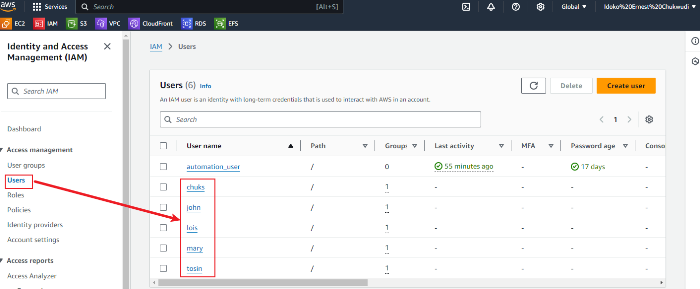 aws
Services
Search
[Alt+S]
Global
Idoko%20Ernest%20Chukwudi
EC2 IAM S3 VPC CloudFront RDS EFS
Identity and Access Management (IAM)
Search IAM
Dashboard
Access management
User groups
Users
Roles
Policies
Identity providers
Account settings
Access reports
Access Analyzer
IAM > Users
Users (6) Info
An IAM user is an identity with long-term credentials that is used to interact with AWS in an account.
Delete
Create user
Search
1
User name Path Groups Last activity MFA Password age Conso
automation_user / 0 55 minutes ago - 17 days -
chuks / 1 - - - -
john / 1 - - - -
lois / 1 - - - -
mary / 1 - - - -
tosin / 1 - - - -